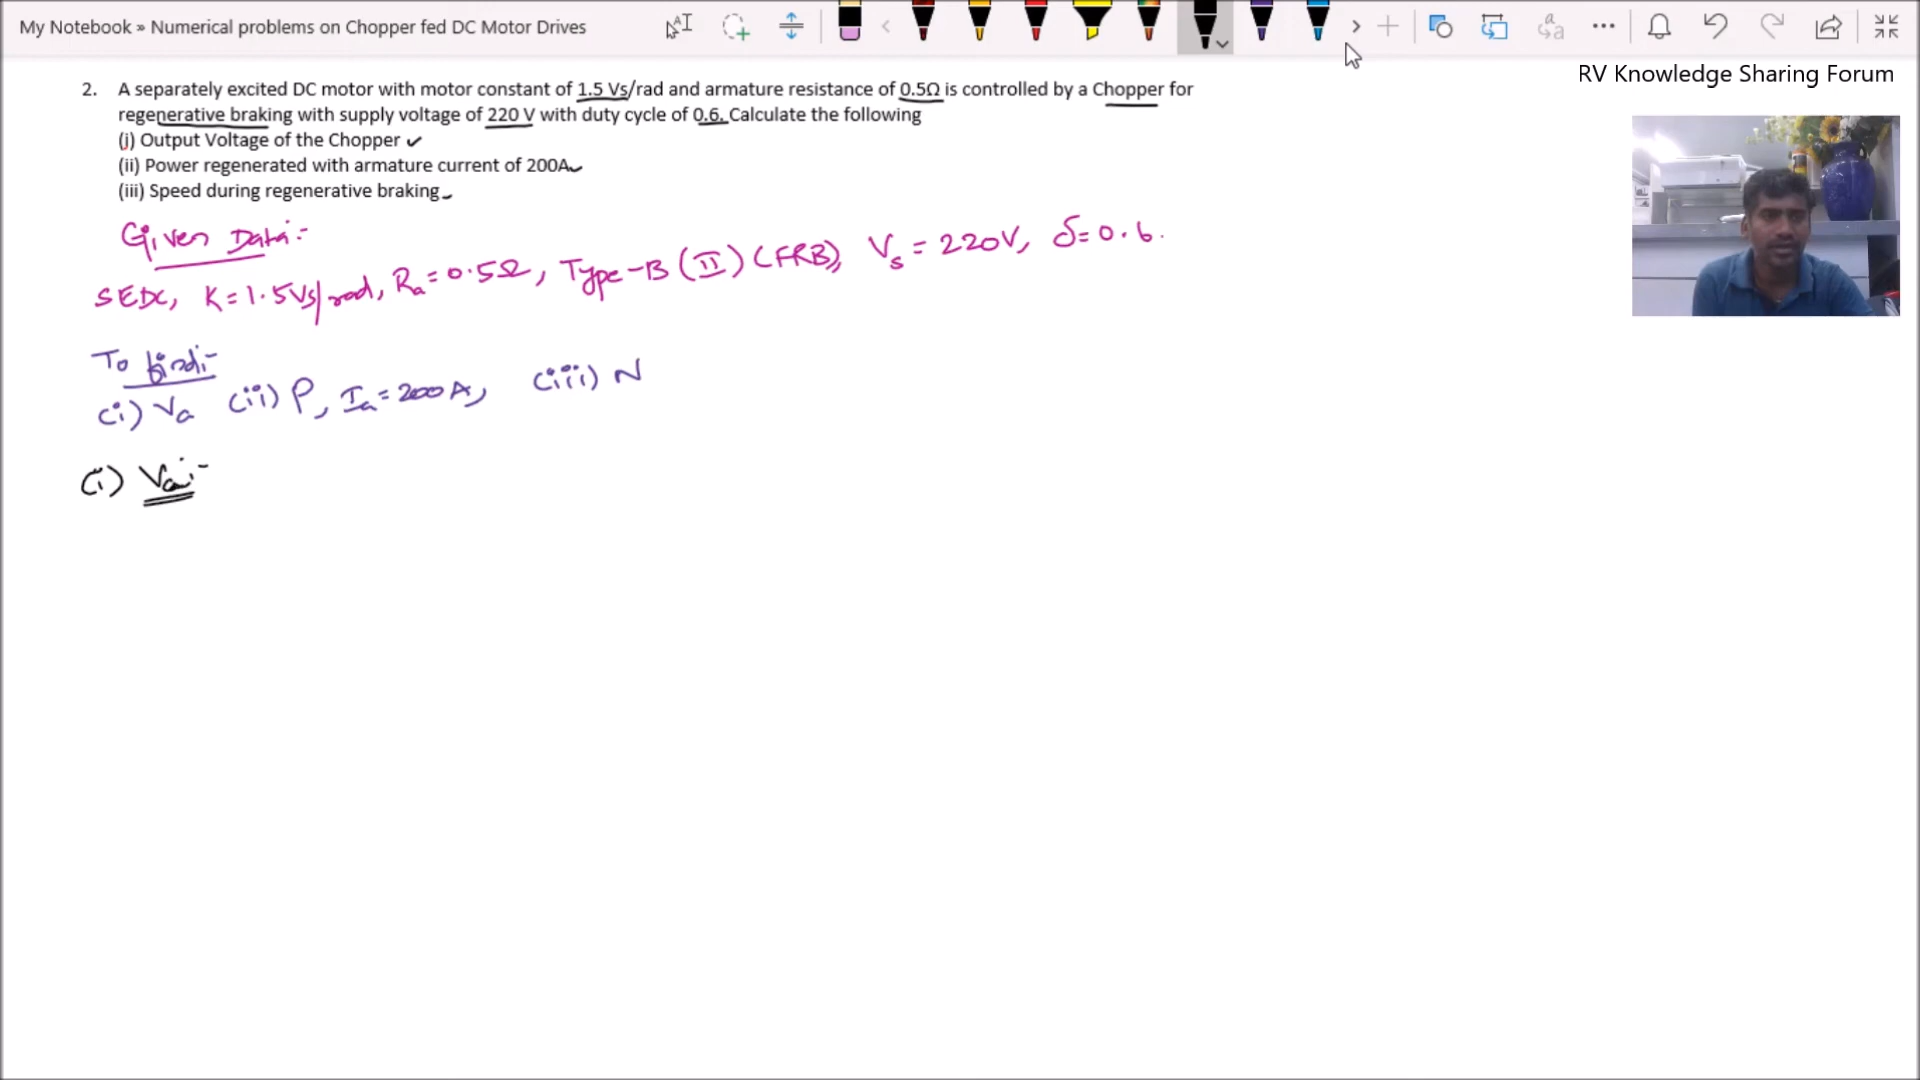 My Notebook » Numerical problems on Chopper fed DC Motor Drives
RV Knowledge Sharing Forum
2. A separately excited DC motor with motor constant of 1.5 Vs/rad and armature resistance of 0.5Ω is controlled by a Chopper for
regenerative braking with supply voltage of 220 V with duty cycle of 0.6. Calculate the following
(i) Output Voltage of the Chopper ✓
(ii) Power regenerated with armature current of 200A
(iii) Speed during regenerative braking
Given Data:-
SEDC, K=1.5Vs/rad, Ra=0.5Ω, Type-B (II) (FRB), Vs = 220V, δ=0.6.
To find:-
(i) Va (ii) P, Ia=200A, (iii) N
(i) Va:-